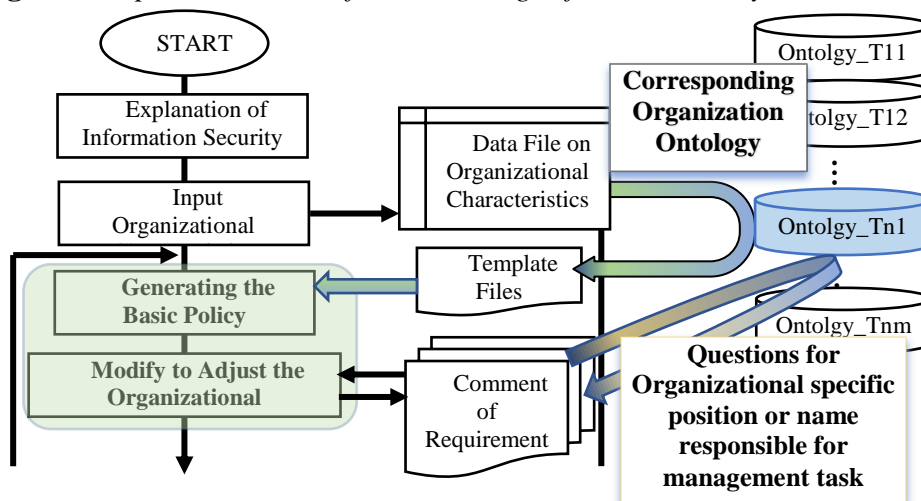 START
Explanation of
Information Security
Input
Organizational
Generating the
Basic Policy
Modify to Adjust the
Organizational
Data File on
Organizational
Characteristics
Template
Files
Comment
of
Requirement
Corresponding
Organization
Ontology
Ontolgy_T11
ntolgy_T12
Ontolgy_Tn1
Ontolgy_Tnm
Questions for
Organizational specific
position or name
responsible for
management task